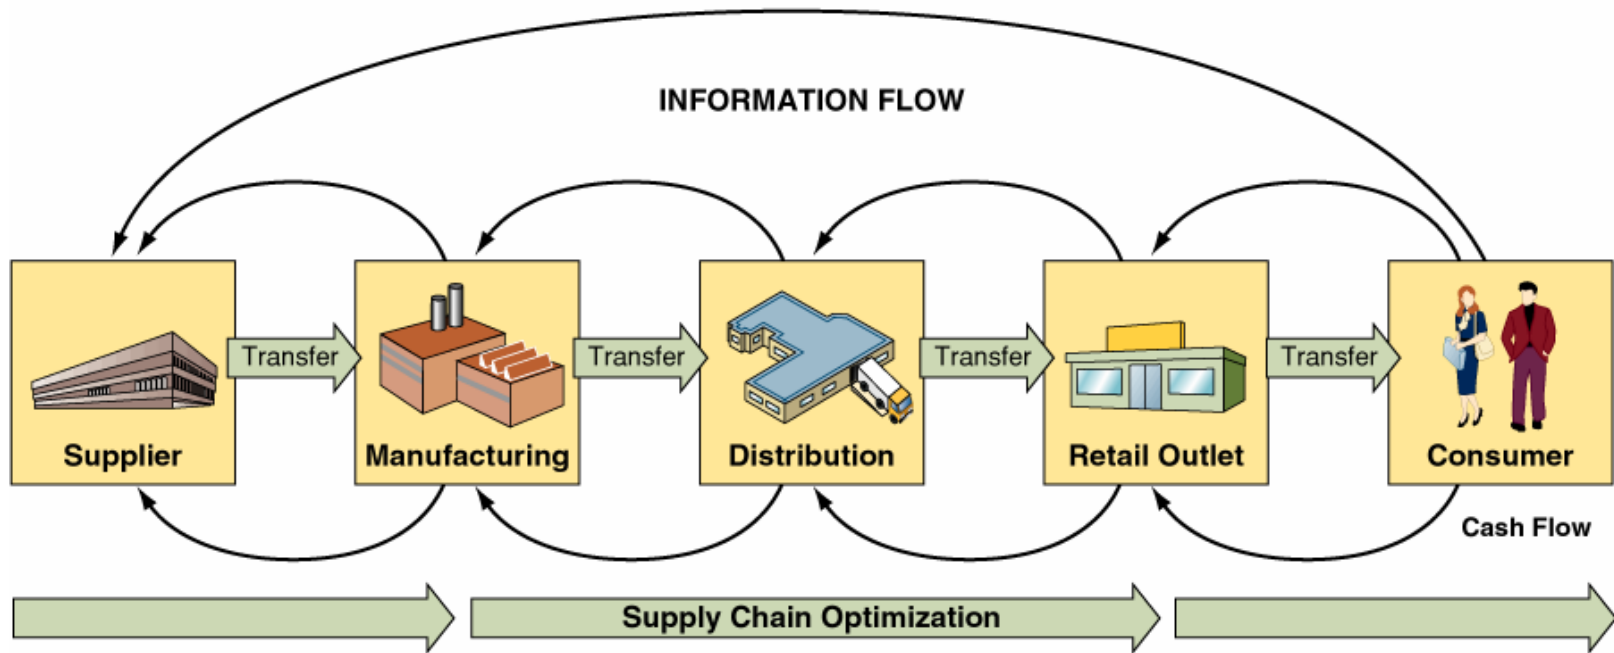 INFORMATION FLOW
Transfer
Transfer
Transfer
Transfer
Supplier
Manufacturing
Distribution
Retail Outlet
Consumer
Cash Flow
Supply Chain Optimization